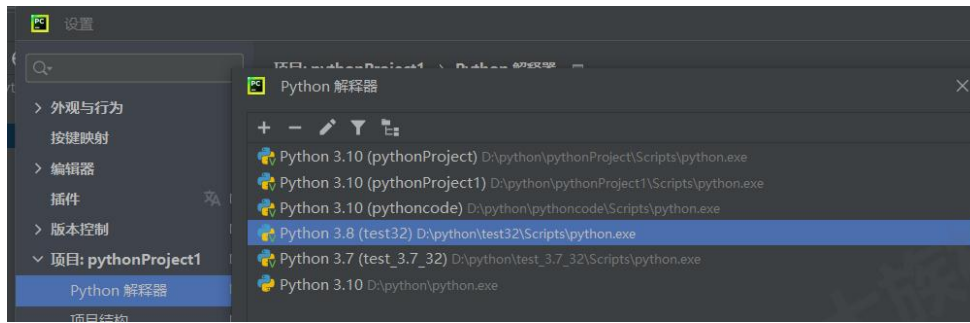 设置
Python 解释器
外观与行为
按键映射
编辑器
插件
版本控制
项目: pythonProject1
Python 解释器
Python 3.10 (pythonProject) D:\python\pythonProject\Scripts\python.exe
Python 3.10 (pythonProject1) D:\python\pythonProject1\Scripts\python.exe
Python 3.10 (pythoncode) D:\python\pythoncode\Scripts\python.exe
Python 3.8 (test32) D:\python\test32\Scripts\python.exe
Python 3.7 (test_3.7_32) D:\python\test_3.7_32\Scripts\python.exe
Python 3.10 D:\python\python.exe